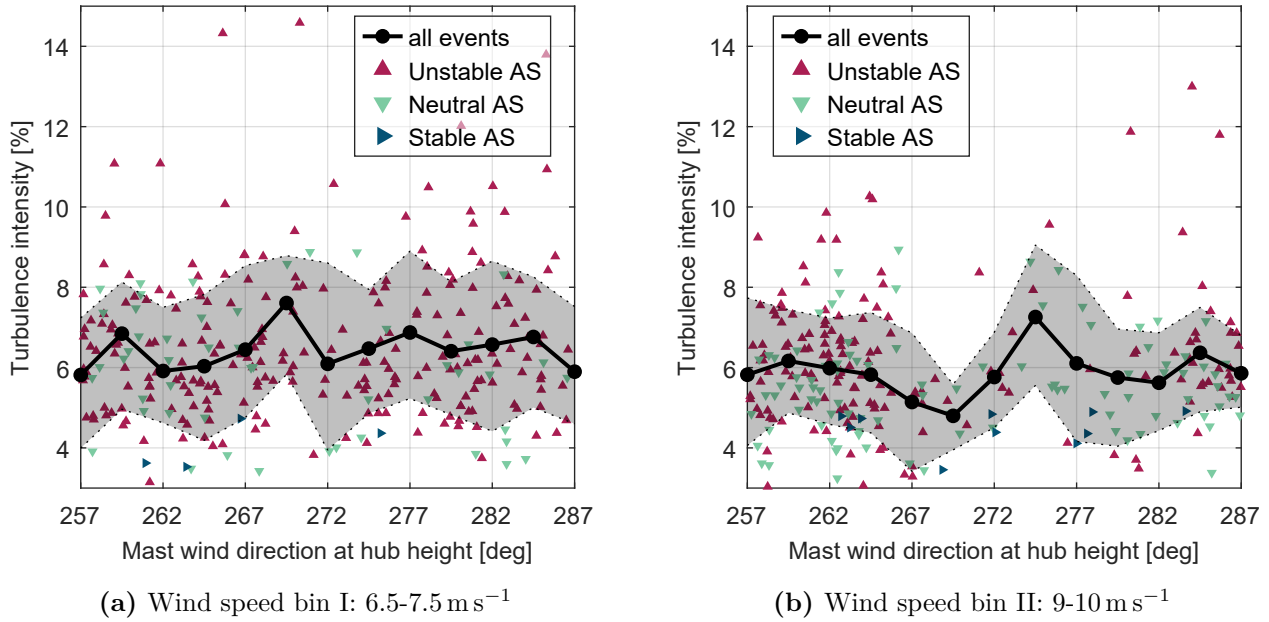 14
12
10
8
6
4
Turbulence intensity [%]
all events
Unstable AS
Neutral AS
Stable AS
257
262
267
272
277
282
287
Mast wind direction at hub height [deg]
(a) Wind speed bin I: 6.5-7.5 m s⁻¹
14
12
10
8
6
4
Turbulence intensity [%]
all events
Unstable AS
Neutral AS
Stable AS
257
262
267
272
277
282
287
Mast wind direction at hub height [deg]
(b) Wind speed bin II: 9-10 m s⁻¹